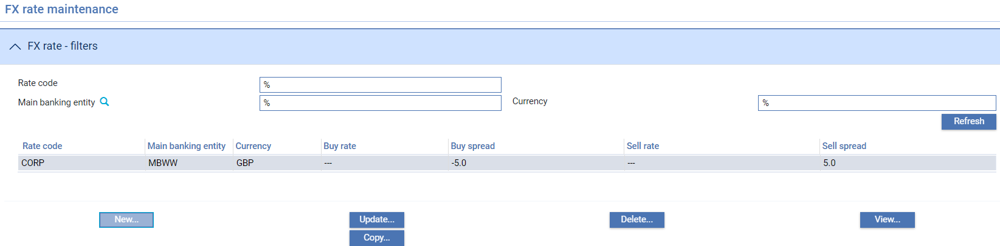 FX rate maintenance
FX rate - filters
Rate code %
Main banking entity % Currency %
Refresh
Rate code Main banking entity Currency Buy rate Buy spread Sell rate Sell spread
CORP MBWW GBP --- -5.0 --- 5.0
New... Update... Delete... View...
Copy...